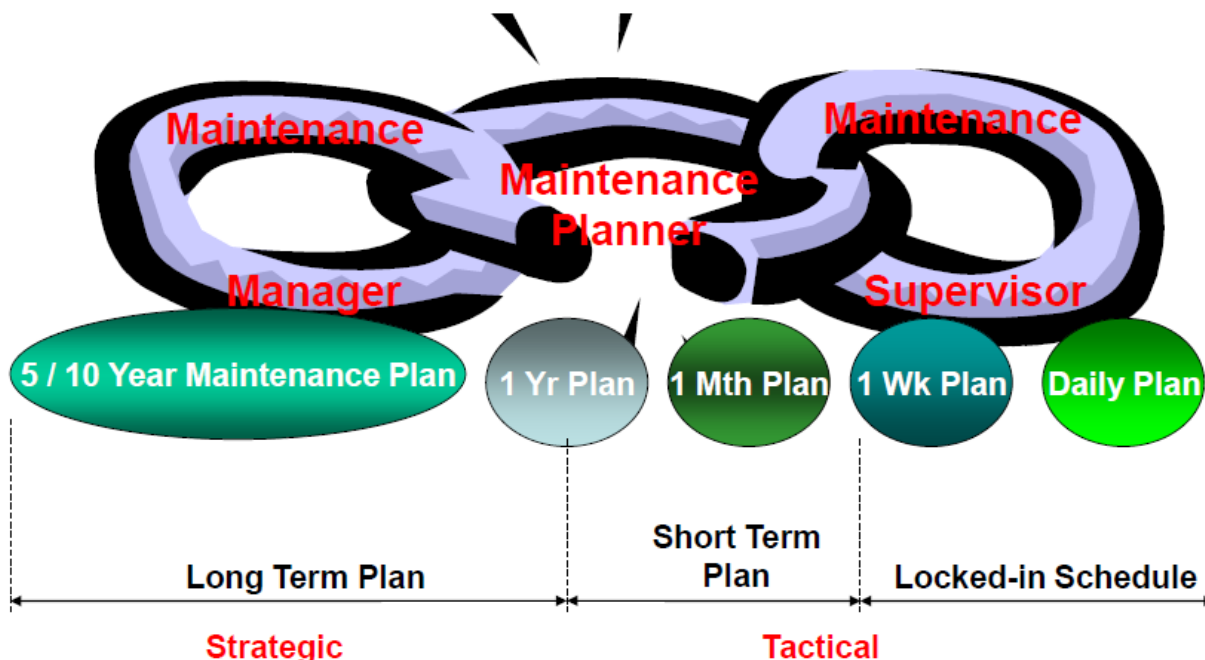 Maintenance
Manager
Maintenance
Planner
Maintenance
Supervisor
5 / 10 Year Maintenance Plan
1 Yr Plan
1 Mth Plan
1 Wk Plan
Daily Plan
Long Term Plan
Short Term
Plan
Locked-in Schedule
Strategic
Tactical